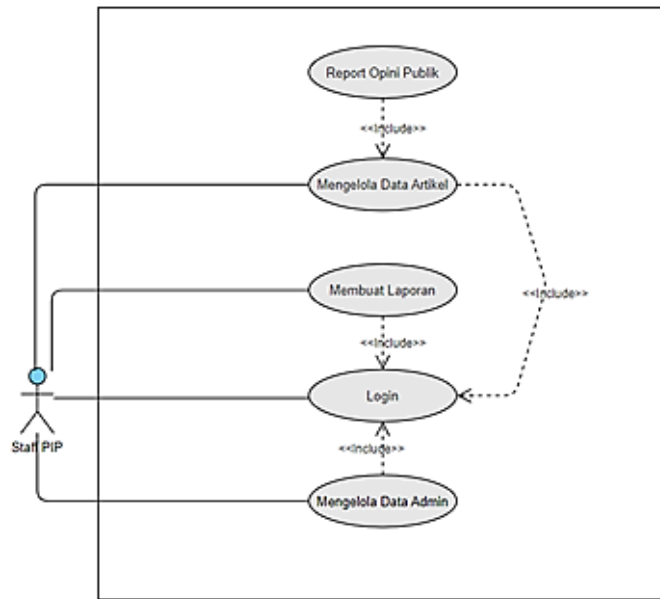 Report Opini Publik
<<Include>>
Mengelola Data Artikel
Membuat Laporan
<<Include>>
<<Include>>
Login
Staff PIP
<<Include>>
Mengelola Data Admin